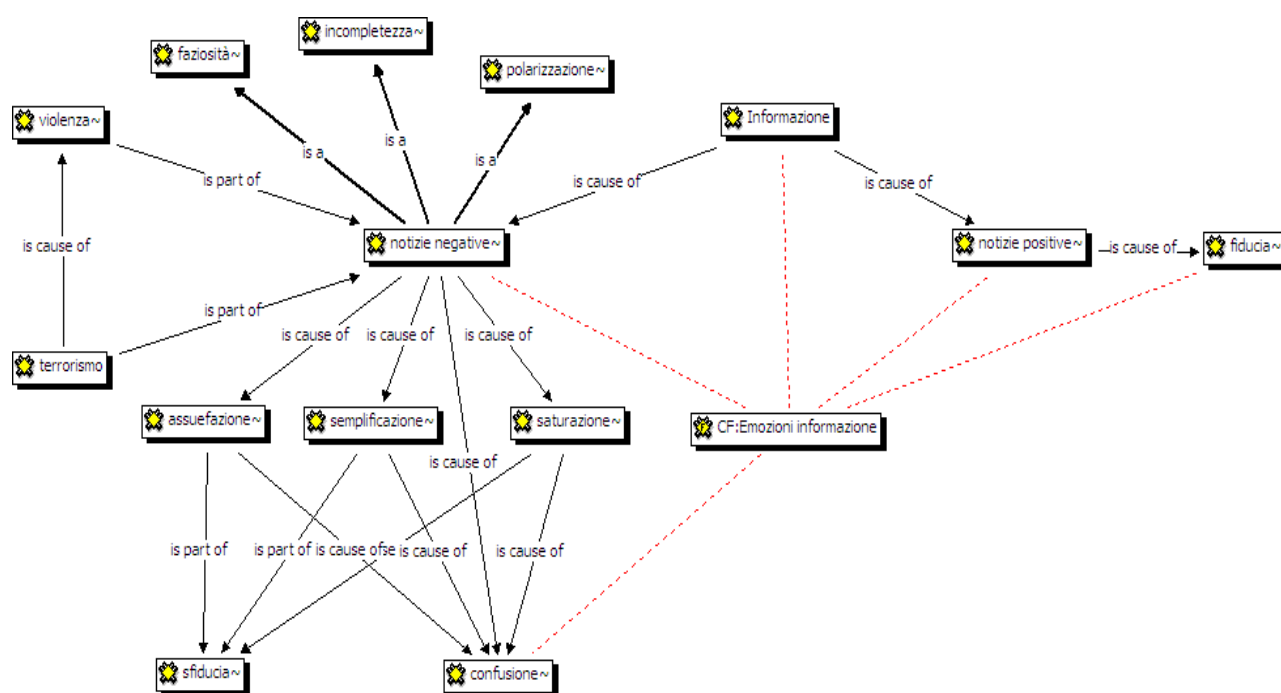 incompletezza~
faziosità~
polarizzazione~
violenza~
Informazione
is a
is a
is a
is part of
is cause of
is cause of
notizie negative~
notizie positive~
is cause of
fiducia~
is cause of
is part of
is cause of
is cause of
is cause of
terrorismo
assuefazione~
semplificazione~
saturazione~
CF:Emozioni informazione
is cause of
is part of
is part of
is cause of
se
is cause of
is cause of
sfiducia~
confusione~